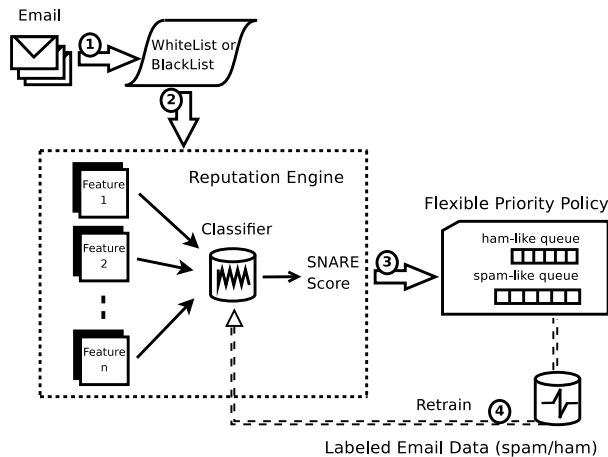 Email
1
WhiteList or
BlackList
2
Reputation Engine
Feature
1
Feature
2
Feature
n
Classifier
SNARE
Score
3
Flexible Priority Policy
ham-like queue
spam-like queue
Retrain
4
Labeled Email Data (spam/ham)